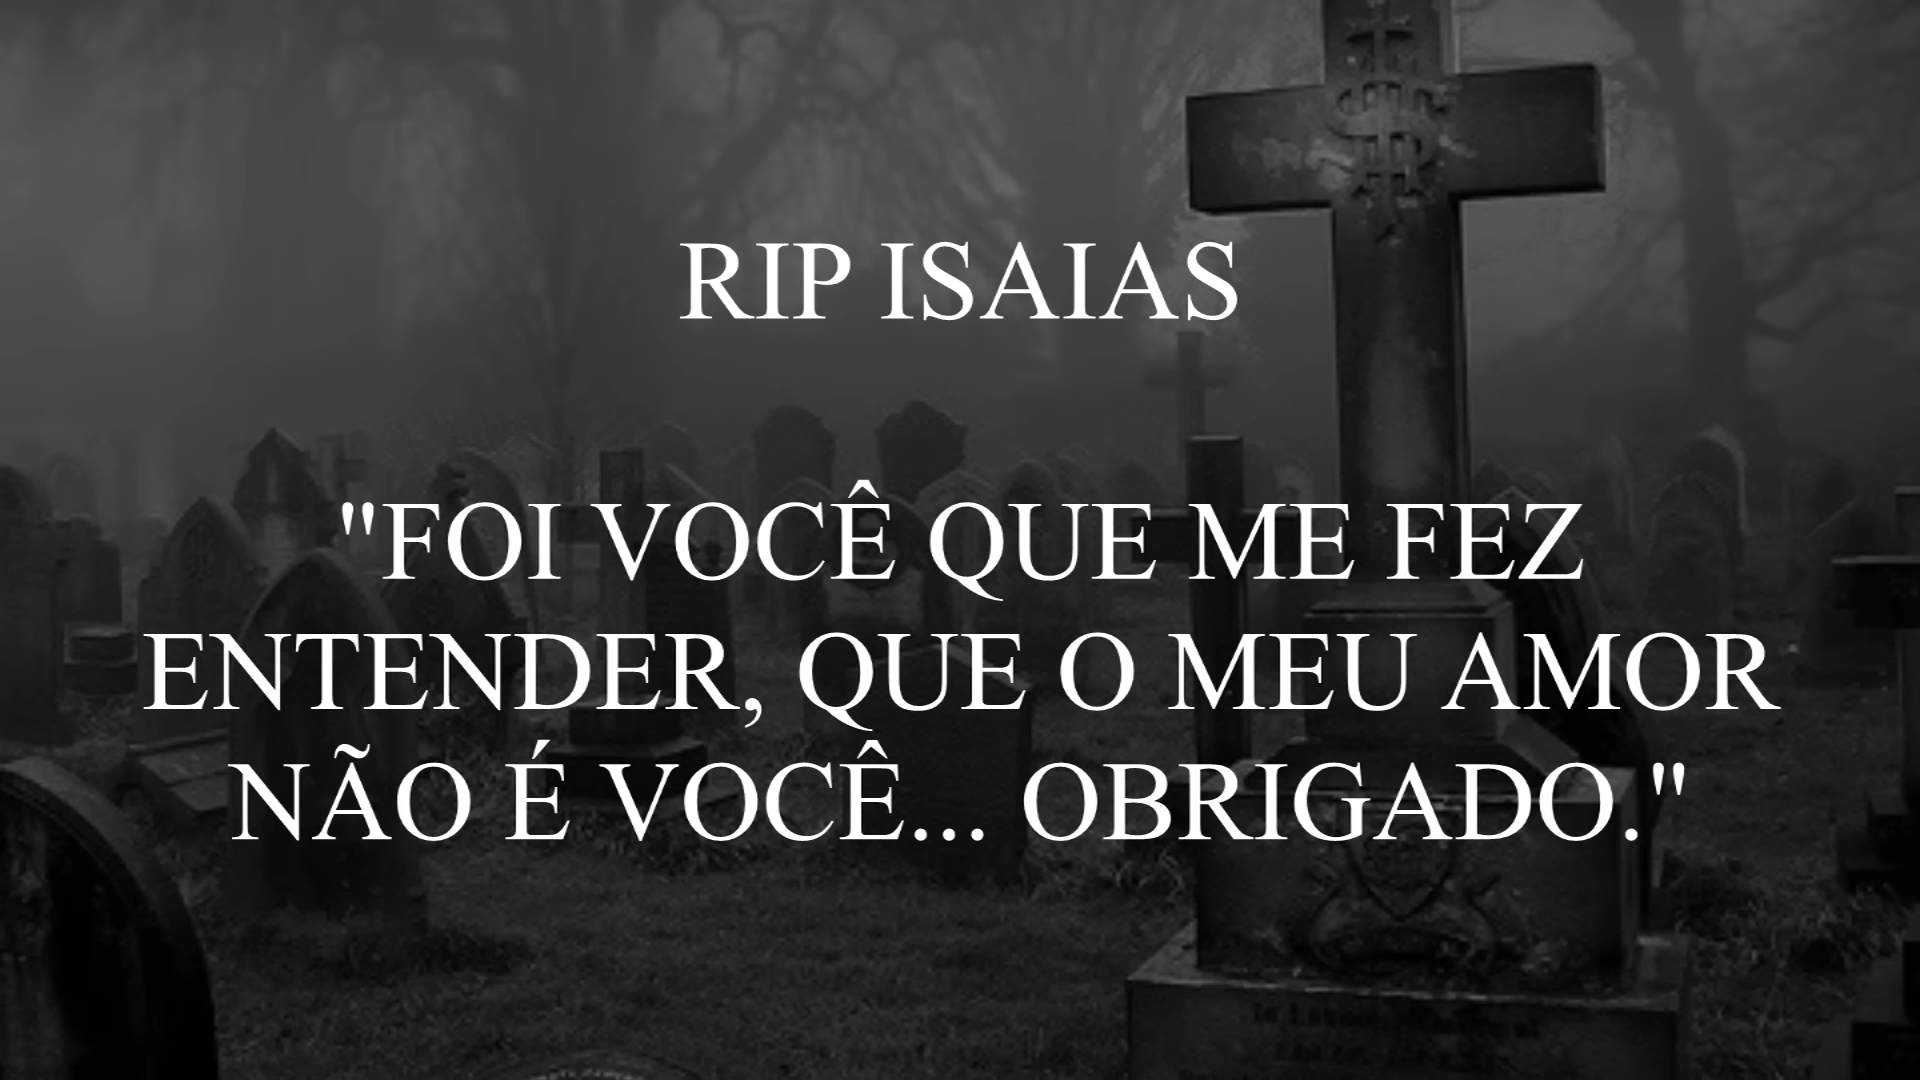 RIP ISAIAS
"FOI VOCÊ QUE ME FEZ
ENTENDER, QUE O MEU AMOR
NÃO É VOCÊ... OBRIGADO."